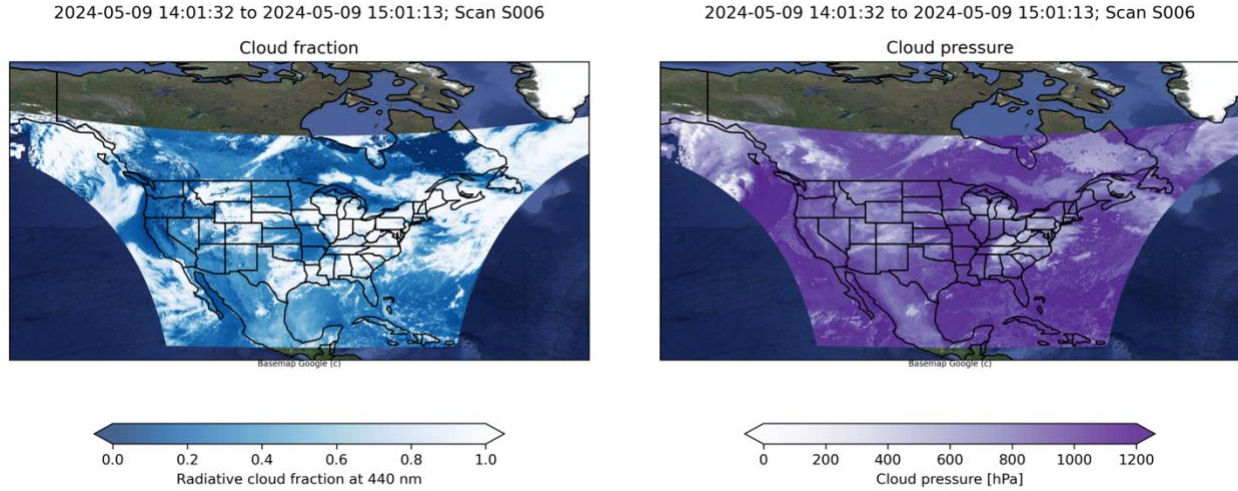 2024-05-09 14:01:32 to 2024-05-09 15:01:13; Scan S006
Cloud fraction
Basemap Google (c)
0.0 0.2 0.4 0.6 0.8 1.0
Radiative cloud fraction at 440 nm
2024-05-09 14:01:32 to 2024-05-09 15:01:13; Scan S006
Cloud pressure
Basemap Google (c)
0 200 400 600 800 1000 1200
Cloud pressure [hPa]